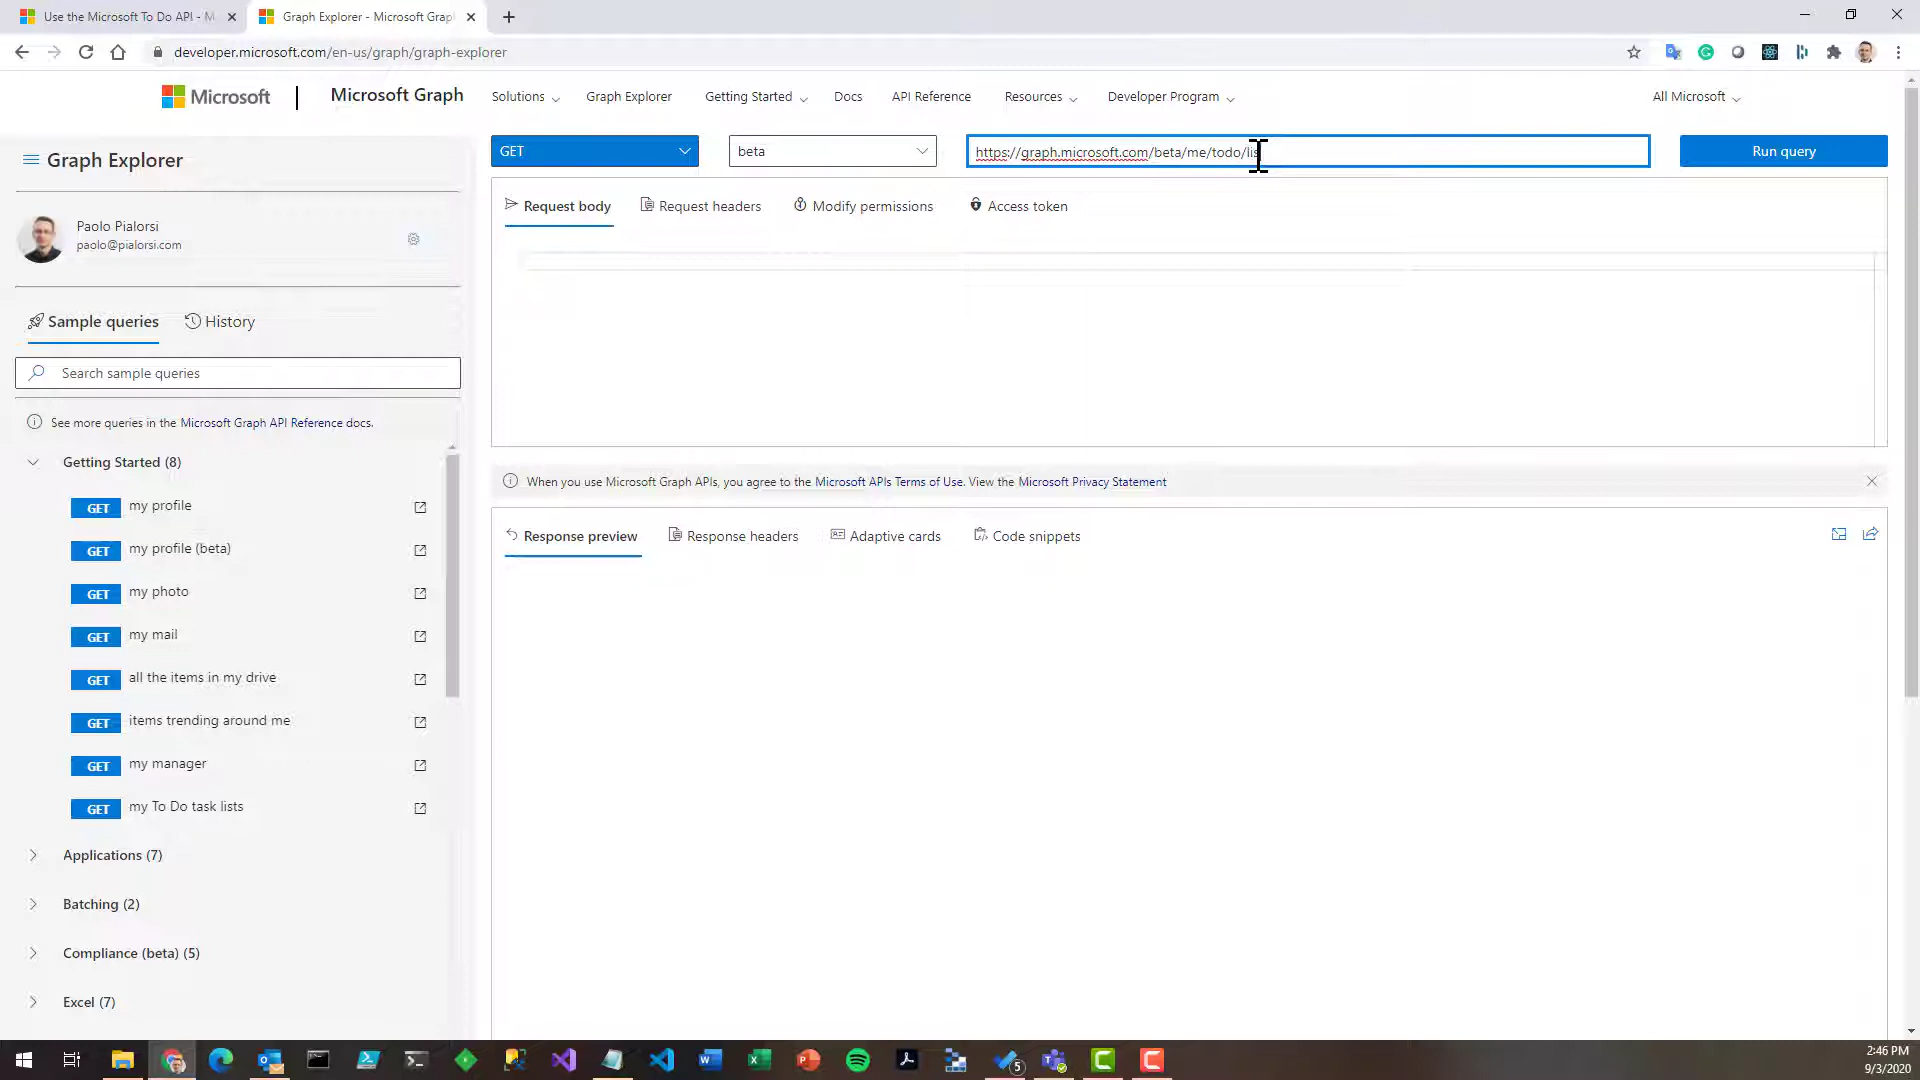 Use the Microsoft To Do API - M
Graph Explorer - Microsoft Grap
developer.microsoft.com/en-us/graph/graph-explorer
Microsoft
Microsoft Graph
Solutions
Graph Explorer
Getting Started
Docs
API Reference
Resources
Developer Program
All Microsoft
Graph Explorer
GET
beta
https://graph.microsoft.com/beta/me/todo/lis
Run query
Paolo Pialorsi
paolo@pialorsi.com
Request body
Request headers
Modify permissions
Access token
Sample queries
History
Search sample queries
See more queries in the Microsoft Graph API Reference docs.
Getting Started (8)
GET my profile
GET my profile (beta)
GET my photo
GET my mail
GET all the items in my drive
GET items trending around me
GET my manager
GET my To Do task lists
Applications (7)
Batching (2)
Compliance (beta) (5)
Excel (7)
When you use Microsoft Graph APIs, you agree to the Microsoft APIs Terms of Use. View the Microsoft Privacy Statement
Response preview
Response headers
Adaptive cards
Code snippets
5
2:46 PM
9/3/2020